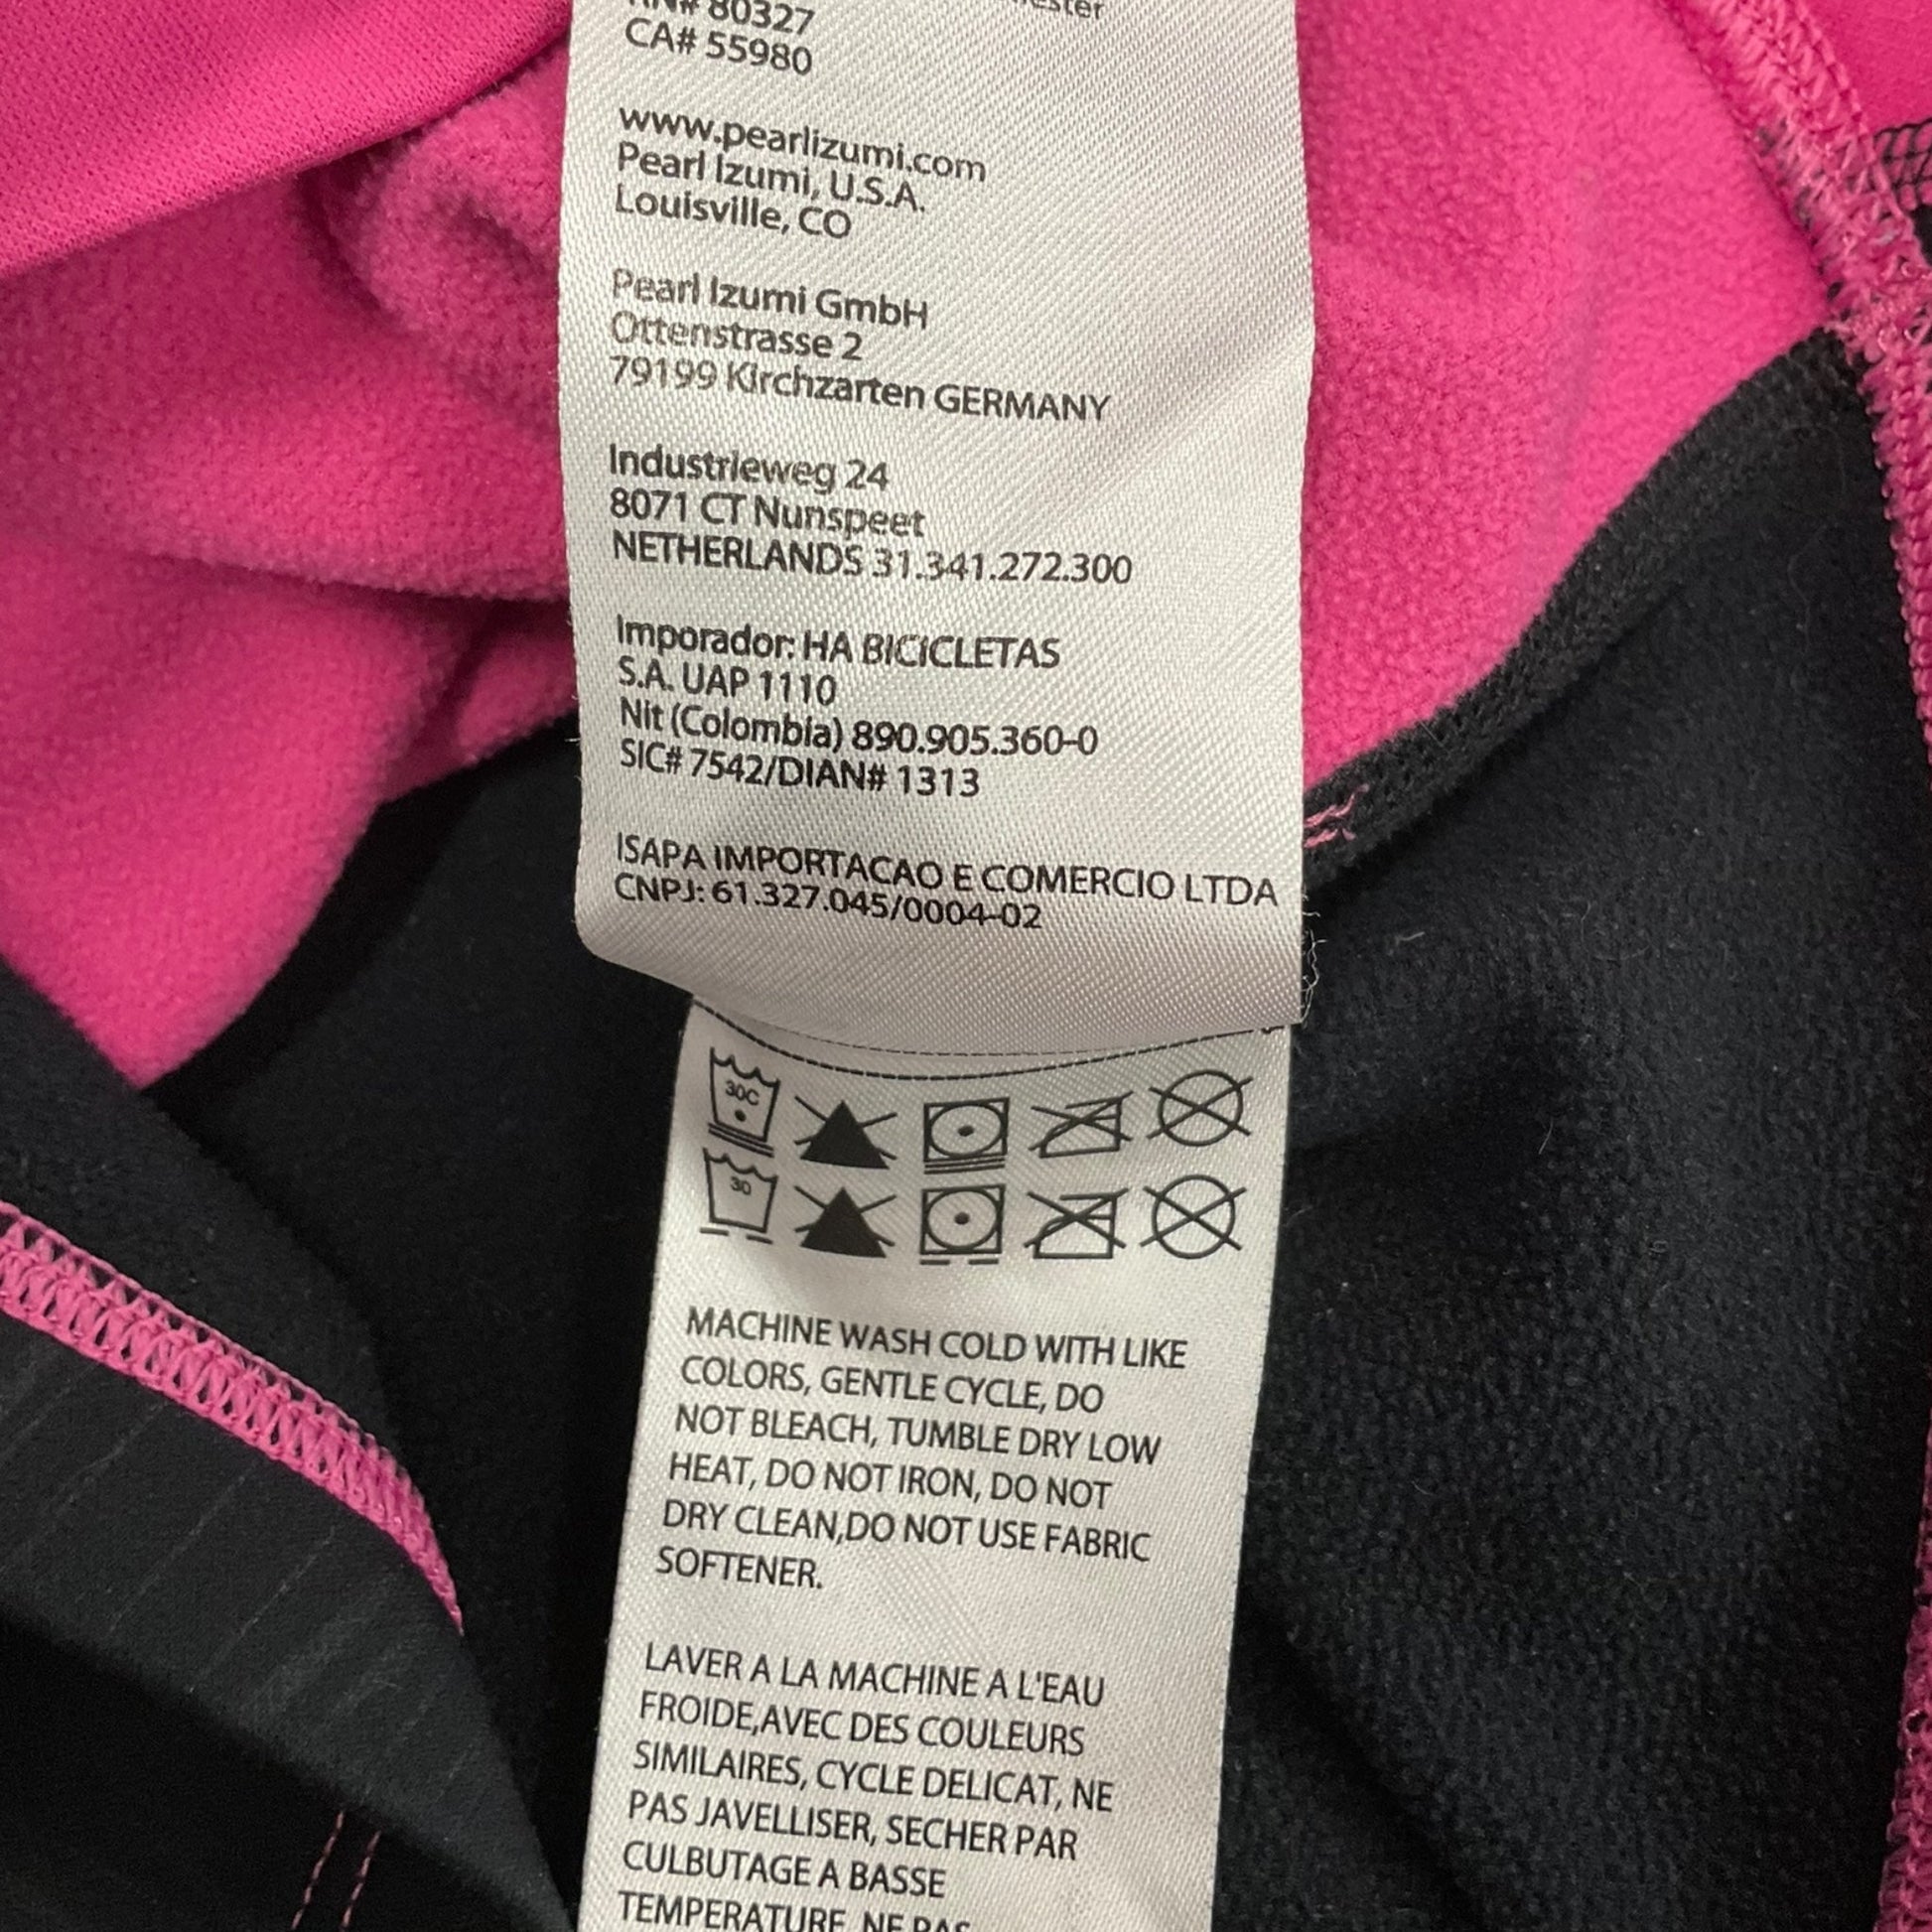 RN# 80327
CA# 55980
www.pearlizumi.com
Pearl Izumi, U.S.A.
Louisville, CO
Pearl Izumi GmbH
Ottenstrasse 2
79199 Kirchzarten GERMANY
Industrieweg 24
8071 CT Nunspeet
NETHERLANDS 31.341.272.300
Imporador: HA BICICLETAS
S.A. UAP 1110
Nit (Colombia) 890.905.360-0
SIC# 7542/DIAN# 1313
ISAPA IMPORTACAO E COMERCIO LTDA
CNPJ: 61.327.045/0004-02
30C
30
MACHINE WASH COLD WITH LIKE
COLORS, GENTLE CYCLE, DO
NOT BLEACH, TUMBLE DRY LOW
HEAT, DO NOT IRON, DO NOT
DRY CLEAN,DO NOT USE FABRIC
SOFTENER.
LAVER A LA MACHINE A L'EAU
FROIDE,AVEC DES COULEURS
SIMILAIRES, CYCLE DELICAT, NE
PAS JAVELLISER, SECHER PAR
CULBUTAGE A BASSE
TEMPERATURE, NE PAS